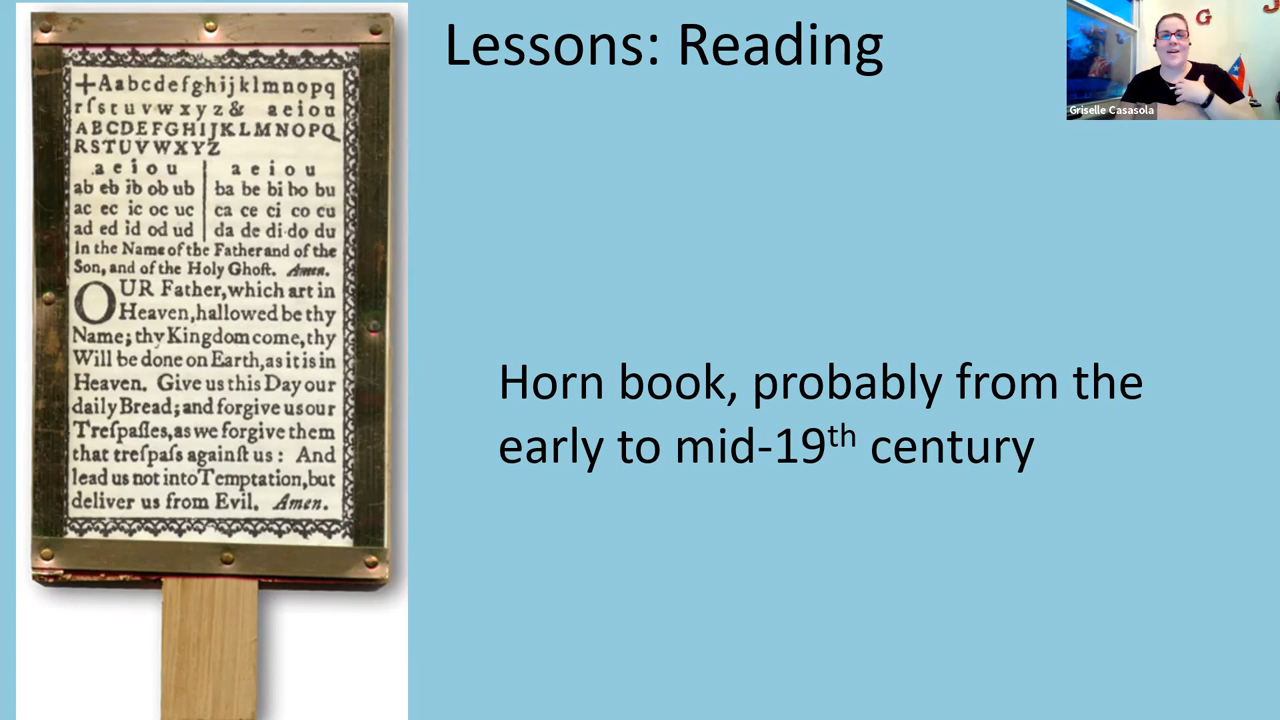 Lessons: Reading
Griselle Casasola
G
J
+Aabcdefghijklmnopq
rſstuvwxyz& aeiou
ABCDEFGHIJKLMNOPQ
RSTUVWXYZ
a e i o u
ab eb ib ob ub
ac ec ic oc uc
ad ed id od ud
a e i o u
ba be bi bo bu
ca ce ci co cu
da de di do du
in the Name of the Father and of the
Son, and of the Holy Ghoſt. Amen.
OUR Father, which art in
Heaven, hallowed be thy
Name; thy Kingdom come, thy
Will be done on Earth, as it is in
Heaven. Give us this Day our
daily Bread; and forgive us our
Treſpaſſes, as we forgive them
that treſpaſs againſt us : And
lead us not into Temptation, but
deliver us from Evil. Amen.
Horn book, probably from the
early to mid-19th century